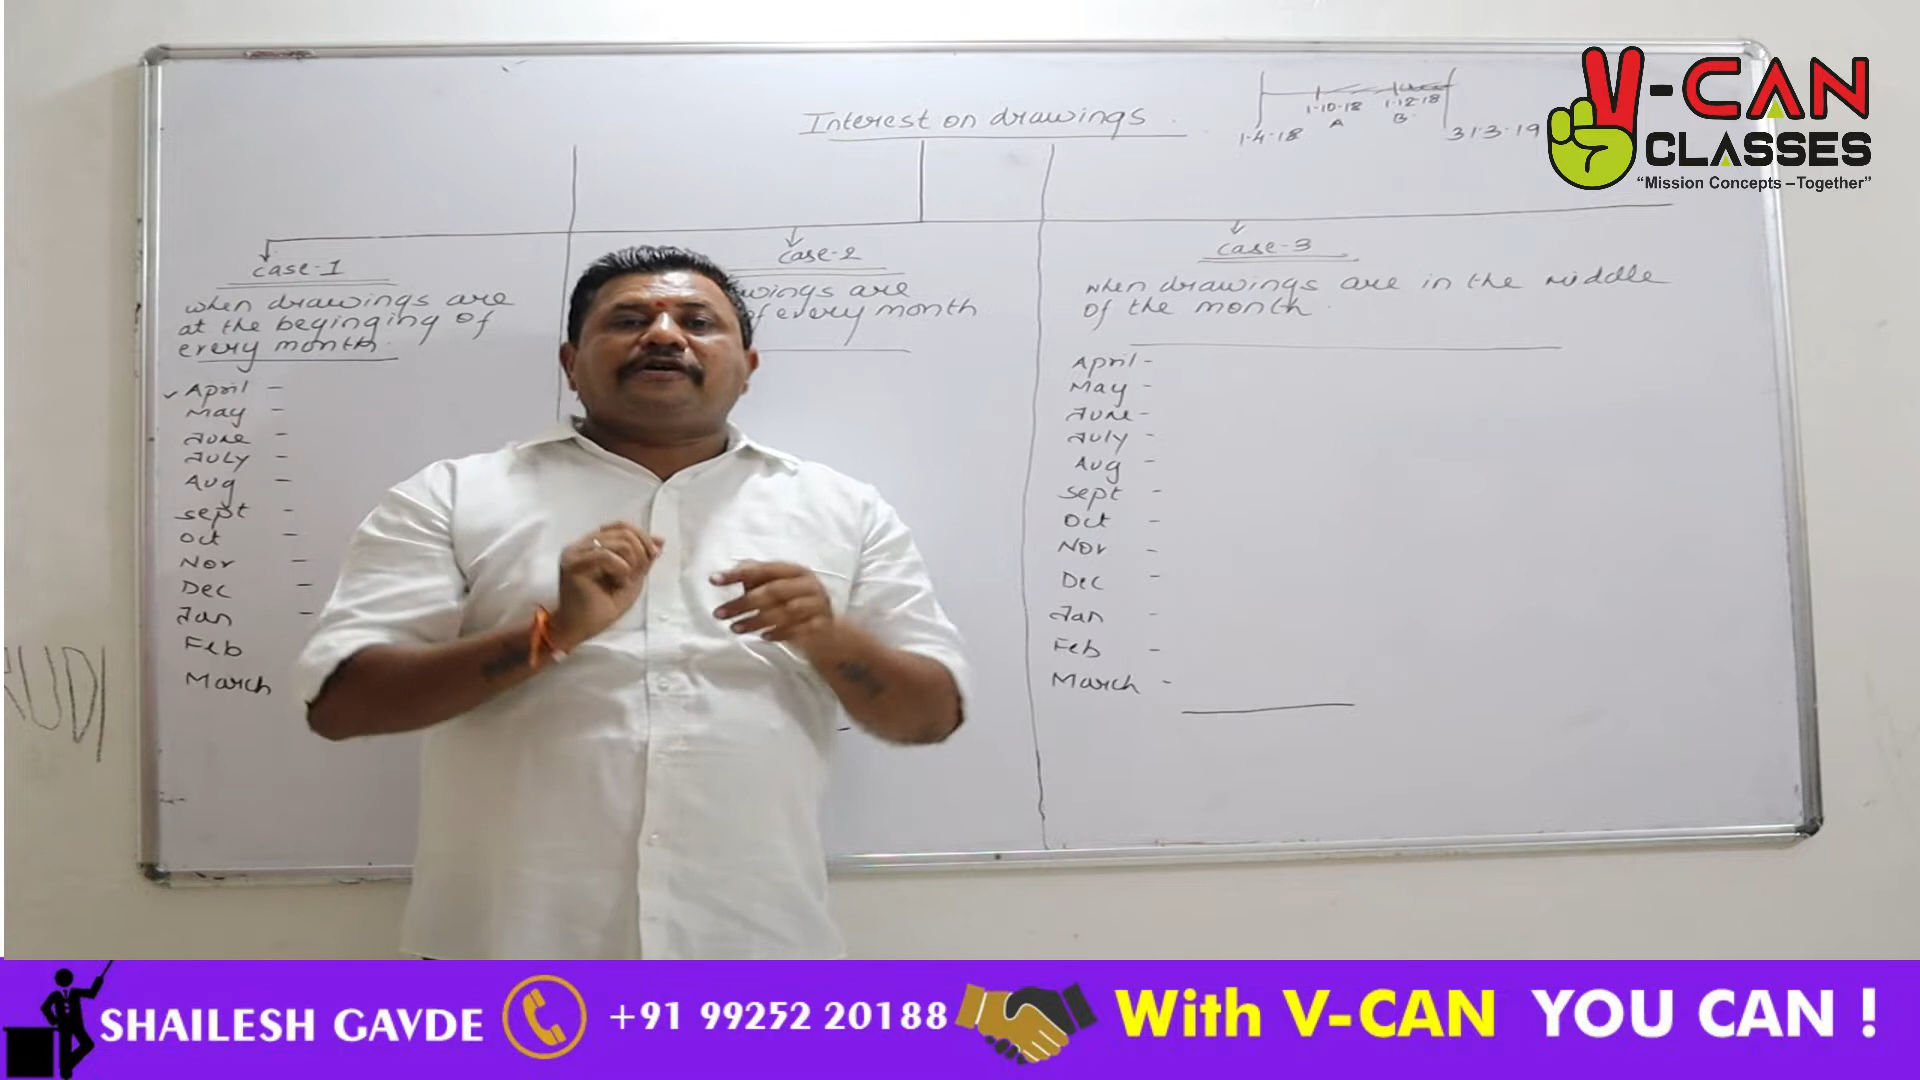 Interest on drawings
1-4-18
1-10-18
A
1-12-18
B
31-3-19
V-CAN
CLASSES
“Mission Concepts –Together”
case-1
when drawings are
at the beginging of
every month
April -
May -
June -
July -
Aug -
Sept -
Oct -
Nov -
Dec -
Jan -
Feb
March
Case-2
wings are
of every month
Case-3
when drawings are in the middle
of the month
April -
May -
June -
July -
Aug -
Sept -
Oct -
Nov -
Dec -
Jan -
Feb -
March -
RUDI
SHAILESH GAVDE
+91 99252 20188
With V-CAN YOU CAN !